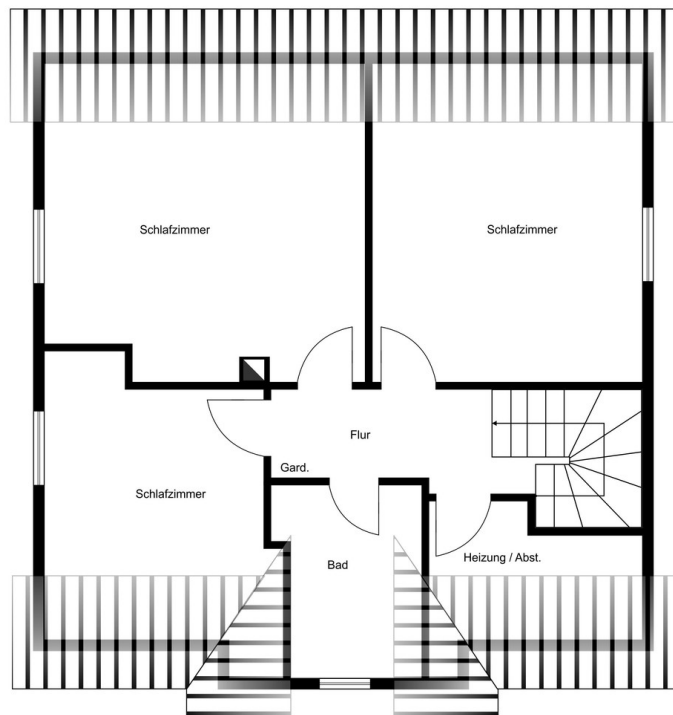 Schlafzimmer
Schlafzimmer
Flur
Gard.
Schlafzimmer
Bad
Heizung / Abst.